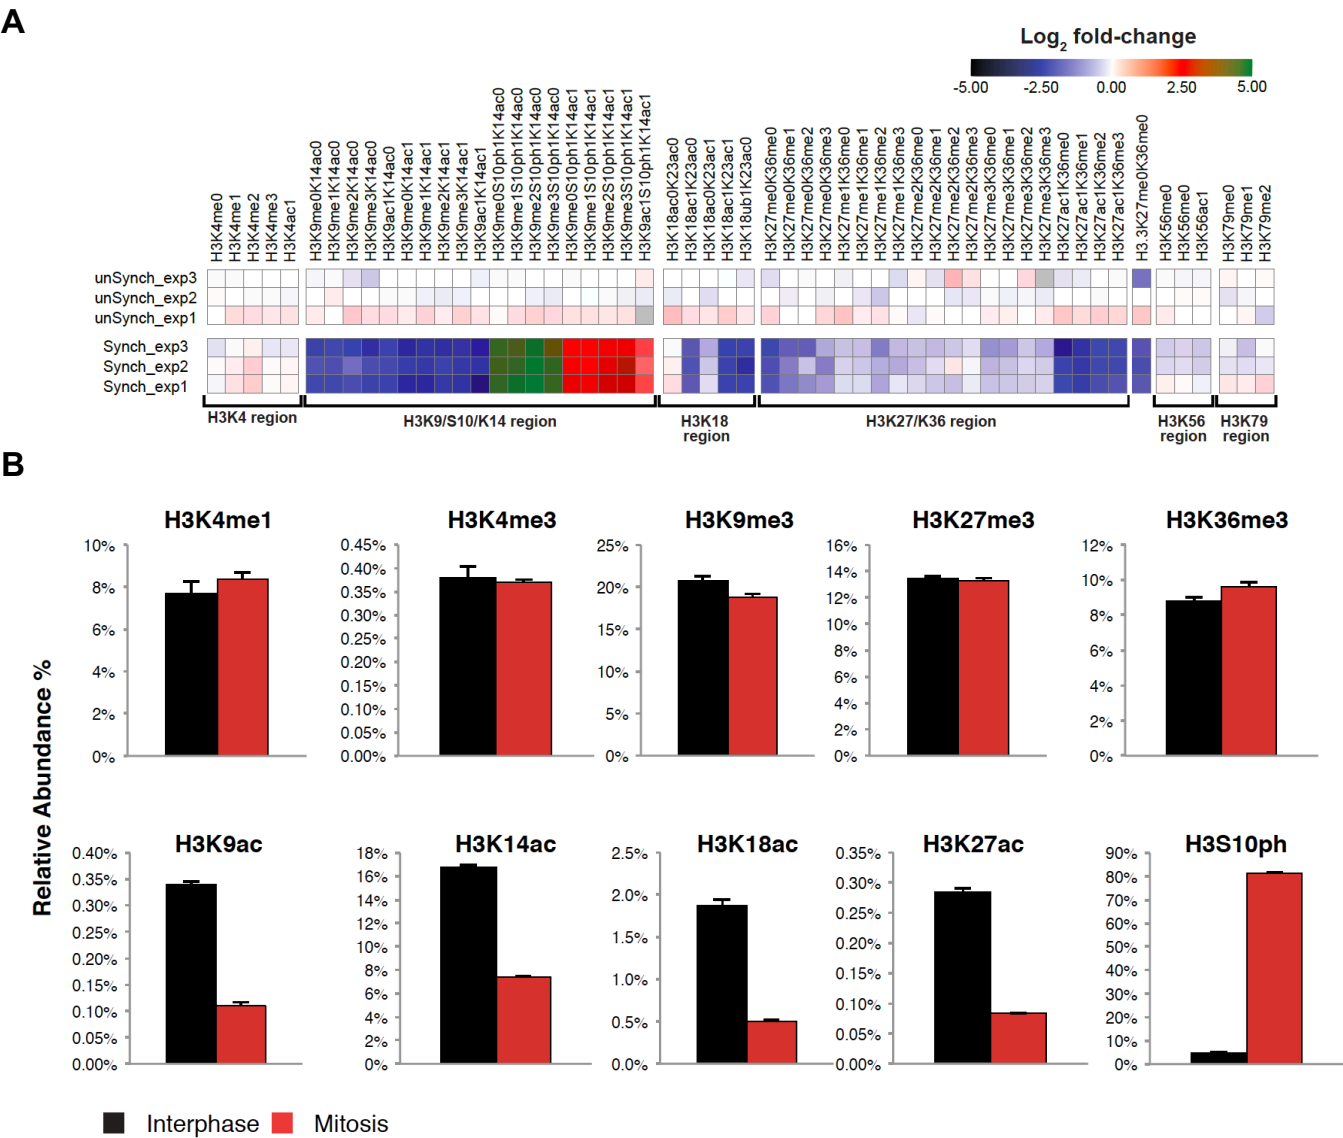 A
Log2 fold-change
-5.00 -2.50 0.00 2.50 5.00
H3K4me0
H3K4me1
H3K4me2
H3K4me3
H3K4ac1
H3K9me0K14ac0
H3K9me1K14ac0
H3K9me2K14ac0
H3K9me3K14ac0
H3K9ac1K14ac0
H3K9me0K14ac1
H3K9me1K14ac1
H3K9me2K14ac1
H3K9me3K14ac1
H3K9ac1K14ac1
H3K9me0S10ph1K14ac0
H3K9me1S10ph1K14ac0
H3K9me2S10ph1K14ac0
H3K9me3S10ph1K14ac0
H3K9me0S10ph1K14ac1
H3K9me1S10ph1K14ac1
H3K9me2S10ph1K14ac1
H3K9me3S10ph1K14ac1
H3K9ac1S10ph1K14ac1
H3K18ac0K23ac0
H3K18ac1K23ac0
H3K18ac0K23ac1
H3K18ac1K23ac1
H3K18ub1K23ac0
H3K27me0K36me0
H3K27me0K36me1
H3K27me0K36me2
H3K27me0K36me3
H3K27me1K36me0
H3K27me1K36me1
H3K27me1K36me2
H3K27me1K36me3
H3K27me2K36me0
H3K27me2K36me1
H3K27me2K36me2
H3K27me2K36me3
H3K27me3K36me0
H3K27me3K36me1
H3K27me3K36me2
H3K27me3K36me3
H3K27ac1K36me0
H3K27ac1K36me1
H3K27ac1K36me2
H3K27ac1K36me3
H3.3K27me0K36me0
H3K56me0
H3K56me0
H3K56ac1
H3K79me0
H3K79me1
H3K79me2
unSynch_exp3
unSynch_exp2
unSynch_exp1
Synch_exp3
Synch_exp2
Synch_exp1
H3K4 region
H3K9/S10/K14 region
H3K18
region
H3K27/K36 region
H3K56
region
H3K79
region
B
Relative Abundance %
H3K4me1
10%
8%
6%
4%
2%
0%
H3K4me3
0.45%
0.40%
0.35%
0.30%
0.25%
0.20%
0.15%
0.10%
0.05%
0.00%
H3K9me3
25%
20%
15%
10%
5%
0%
H3K27me3
16%
14%
12%
10%
8%
6%
4%
2%
0%
H3K36me3
12%
10%
8%
6%
4%
2%
0%
H3K9ac
0.40%
0.35%
0.30%
0.25%
0.20%
0.15%
0.10%
0.05%
0.00%
H3K14ac
18%
16%
14%
12%
10%
8%
6%
4%
2%
0%
H3K18ac
2.5%
2.0%
1.5%
1.0%
0.5%
0.0%
H3K27ac
0.35%
0.30%
0.25%
0.20%
0.15%
0.10%
0.05%
0.00%
H3S10ph
90%
80%
70%
60%
50%
40%
30%
20%
10%
0%
Interphase
Mitosis